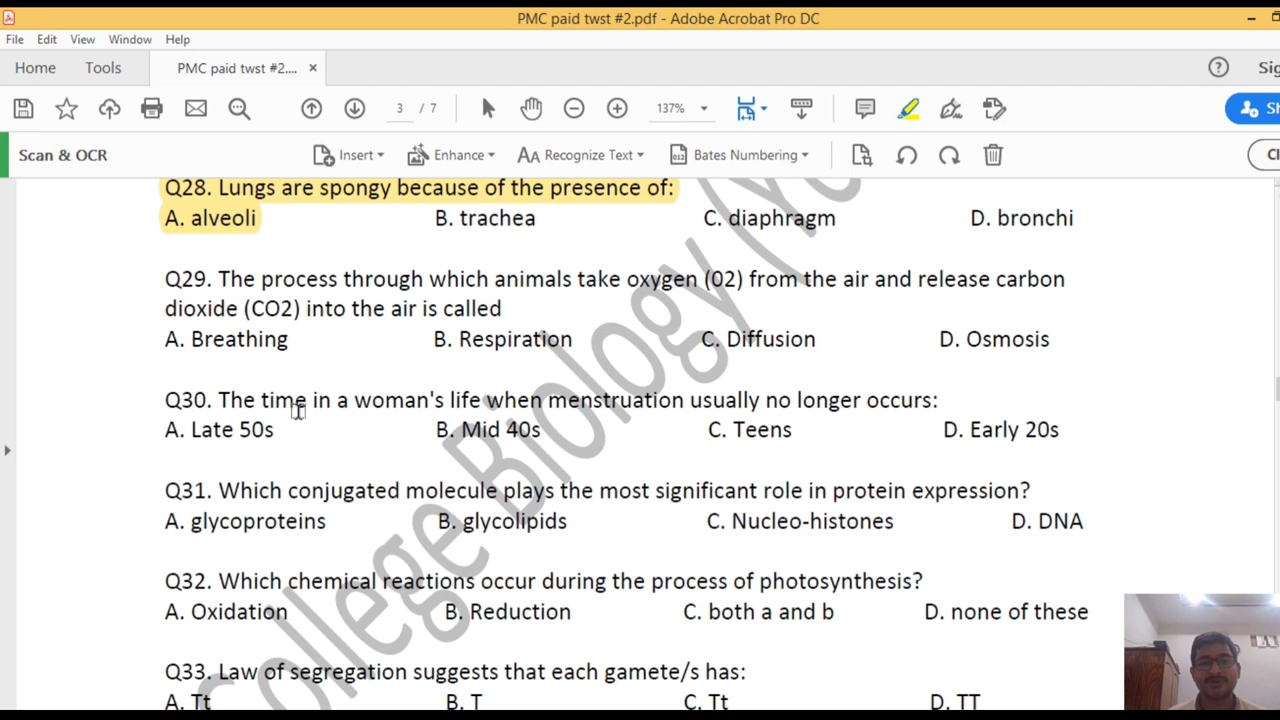 PMC paid twst #2.pdf - Adobe Acrobat Pro DC
File Edit View Window Help
Home Tools PMC paid twst #2.... ×
3 / 7 137%
Scan & OCR Insert Enhance Recognize Text Bates Numbering
Q28. Lungs are spongy because of the presence of:
A. alveoli B. trachea C. diaphragm D. bronchi
Q29. The process through which animals take oxygen (02) from the air and release carbon
dioxide (CO2) into the air is called
A. Breathing B. Respiration C. Diffusion D. Osmosis
Q30. The time in a woman's life when menstruation usually no longer occurs:
A. Late 50s B. Mid 40s C. Teens D. Early 20s
Q31. Which conjugated molecule plays the most significant role in protein expression?
A. glycoproteins B. glycolipids C. Nucleo-histones D. DNA
Q32. Which chemical reactions occur during the process of photosynthesis?
A. Oxidation B. Reduction C. both a and b D. none of these
Q33. Law of segregation suggests that each gamete/s has:
A. Tt B. T C. Tt D. TT
College Biology